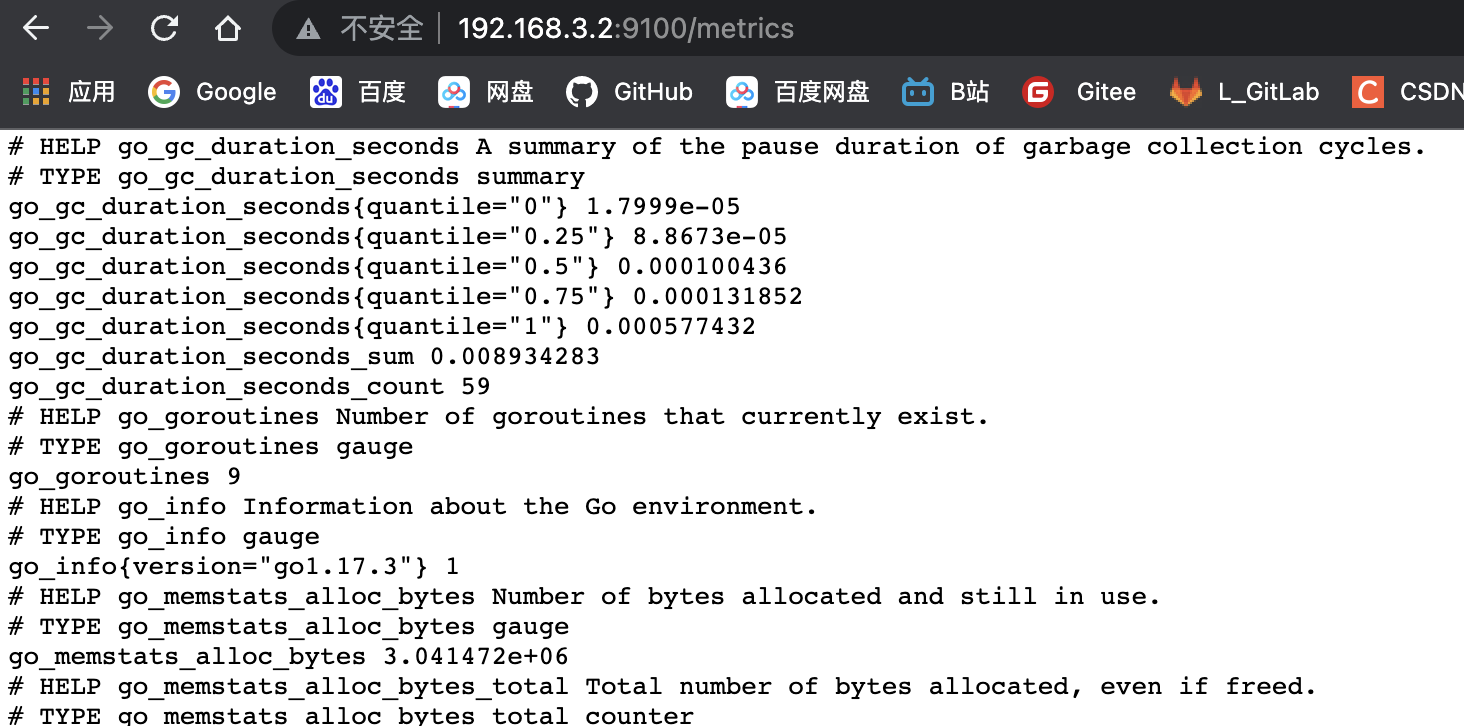 不安全 192.168.3.2:9100/metrics
应用 Google 百度 网盘 GitHub 百度网盘 B站 Gitee L_GitLab CSDN
# HELP go_gc_duration_seconds A summary of the pause duration of garbage collection cycles.
# TYPE go_gc_duration_seconds summary
go_gc_duration_seconds{quantile="0"} 1.7999e-05
go_gc_duration_seconds{quantile="0.25"} 8.8673e-05
go_gc_duration_seconds{quantile="0.5"} 0.000100436
go_gc_duration_seconds{quantile="0.75"} 0.000131852
go_gc_duration_seconds{quantile="1"} 0.000577432
go_gc_duration_seconds_sum 0.008934283
go_gc_duration_seconds_count 59
# HELP go_goroutines Number of goroutines that currently exist.
# TYPE go_goroutines gauge
go_goroutines 9
# HELP go_info Information about the Go environment.
# TYPE go_info gauge
go_info{version="go1.17.3"} 1
# HELP go_memstats_alloc_bytes Number of bytes allocated and still in use.
# TYPE go_memstats_alloc_bytes gauge
go_memstats_alloc_bytes 3.041472e+06
# HELP go_memstats_alloc_bytes_total Total number of bytes allocated, even if freed.
# TYPE go_memstats_alloc_bytes_total counter